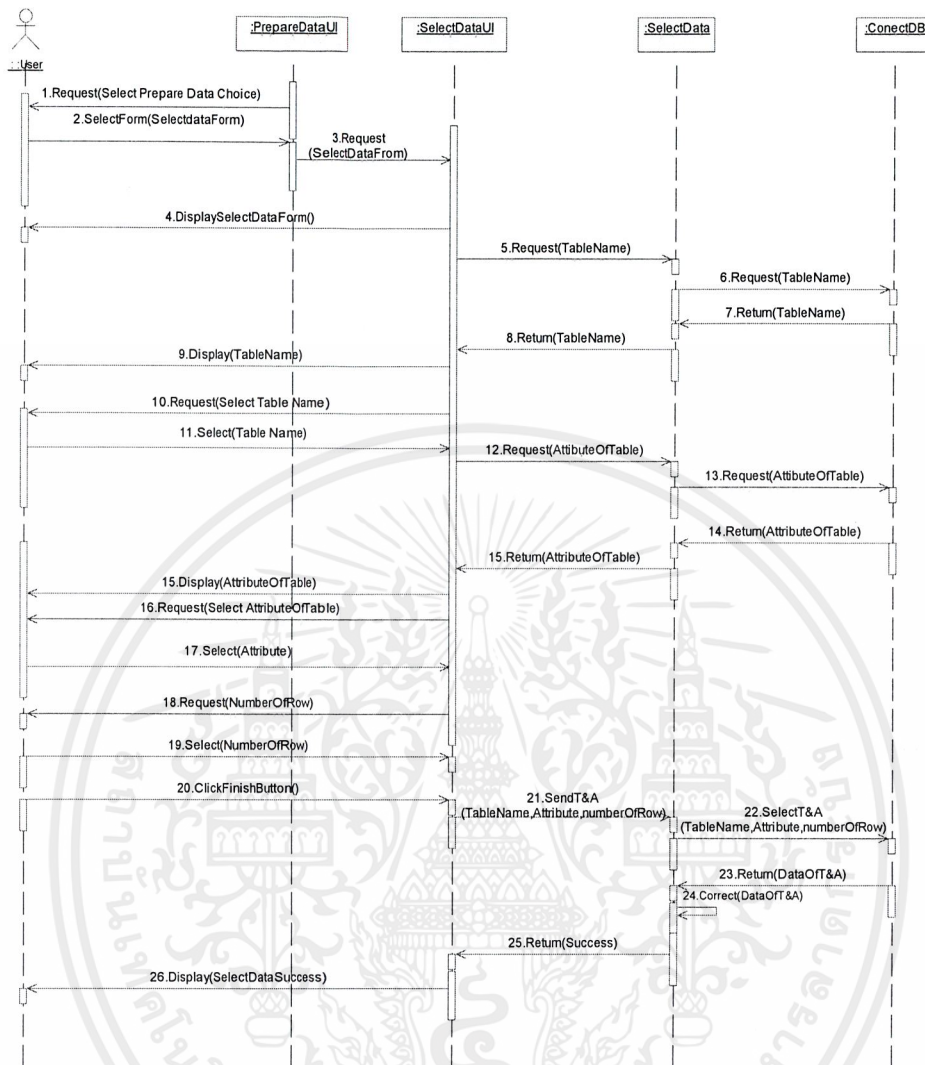 :PrepareDataUI
:SelectDataUI
:SelectData
:ConectDB
: :User
1.Request(Select Prepare Data Choice)
2.SelectForm(SelectdataForm)
3.Request
(SelectDataFrom)
4.DisplaySelectDataForm()
5.Request(TableName)
6.Request(TableName)
7.Return(TableName)
8.Return(TableName)
9.Display(TableName)
10.Request(Select Table Name)
11.Select(Table Name)
12.Request(AttibuteOfTable)
13.Request(AttibuteOfTable)
14.Return(AttributeOfTable)
15.Return(AttributeOfTable)
15.Display(AttributeOfTable)
16.Request(Select AttributeOfTable)
17.Select(Attribute)
18.Request(NumberOfRow)
19.Select(NumberOfRow)
20.ClickFinishButton()
21.SendT&A
(TableName,Attribute,numberOfRow)
22.SelectT&A
(TableName,Attribute,numberOfRow)
23.Return(DataOfT&A)
24.Correct(DataOfT&A)
25.Return(Success)
26.Display(SelectDataSuccess)